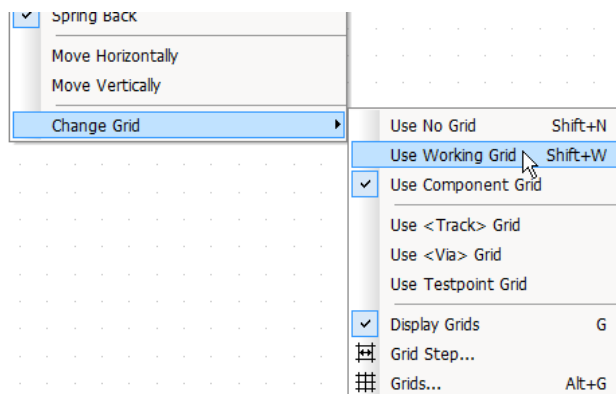 Spring Back
Move Horizontally
Move Vertically
Change Grid
Use No Grid Shift+N
Use Working Grid Shift+W
Use Component Grid
Use <Track> Grid
Use <Via> Grid
Use Testpoint Grid
Display Grids G
Grid Step...
Grids... Alt+G